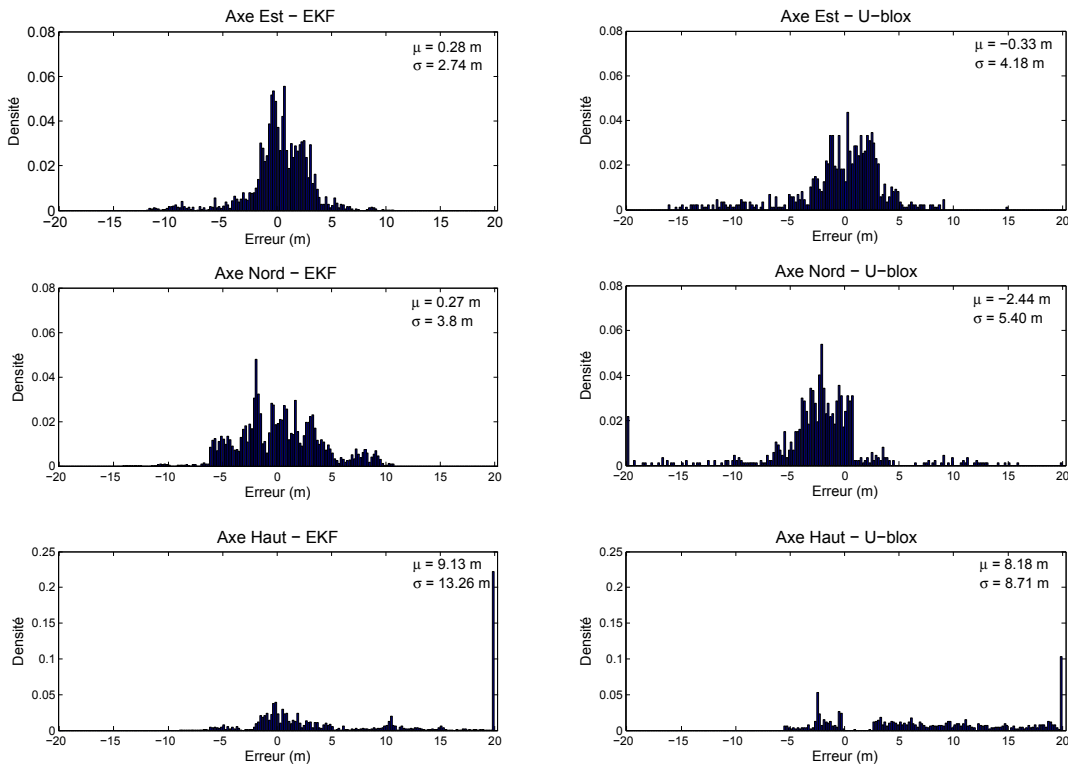 Axe Est − EKF
μ = 0.28 m
σ = 2.74 m
Densité
0.08
0.06
0.04
0.02
0
−20 −15 −10 −5 0 5 10 15 20
Erreur (m)
Axe Est − U−blox
μ = −0.33 m
σ = 4.18 m
Densité
0.08
0.06
0.04
0.02
0
−20 −15 −10 −5 0 5 10 15 20
Erreur (m)
Axe Nord − EKF
μ = 0.27 m
σ = 3.8 m
Densité
0.08
0.06
0.04
0.02
0
−20 −15 −10 −5 0 5 10 15 20
Erreur (m)
Axe Nord − U−blox
μ = −2.44 m
σ = 5.40 m
Densité
0.08
0.06
0.04
0.02
0
−20 −15 −10 −5 0 5 10 15 20
Erreur (m)
Axe Haut − EKF
μ = 9.13 m
σ = 13.26 m
Densité
0.25
0.2
0.15
0.1
0.05
0
−20 −15 −10 −5 0 5 10 15 20
Erreur (m)
Axe Haut − U−blox
μ = 8.18 m
σ = 8.71 m
Densité
0.25
0.2
0.15
0.1
0.05
0
−20 −15 −10 −5 0 5 10 15 20
Erreur (m)